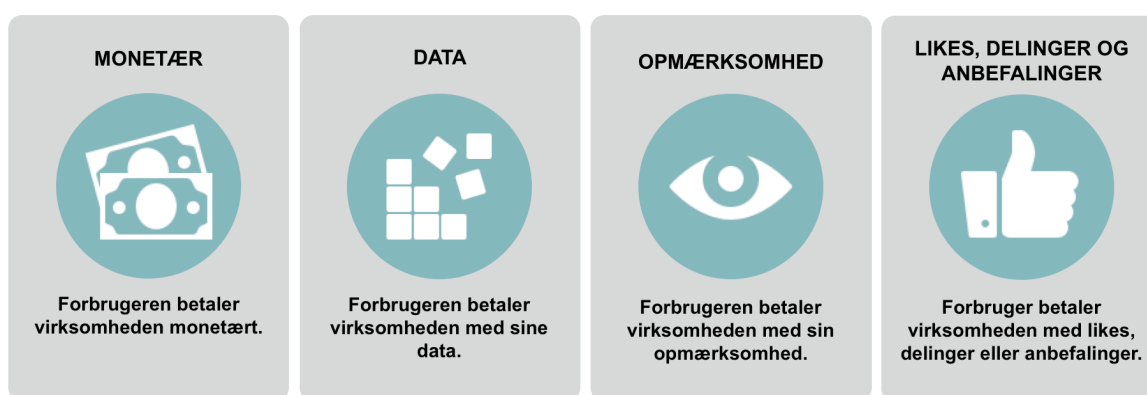 MONETÆR
Forbrugeren betaler
virksomheden monetært.
DATA
Forbrugeren betaler
virksomheden med sine
data.
OPMÆRKSOMHED
Forbrugeren betaler
virksomheden med sin
opmærksomhed.
LIKES, DELINGER OG
ANBEFALINGER
Forbruger betaler
virksomheden med likes,
delinger eller anbefalinger.